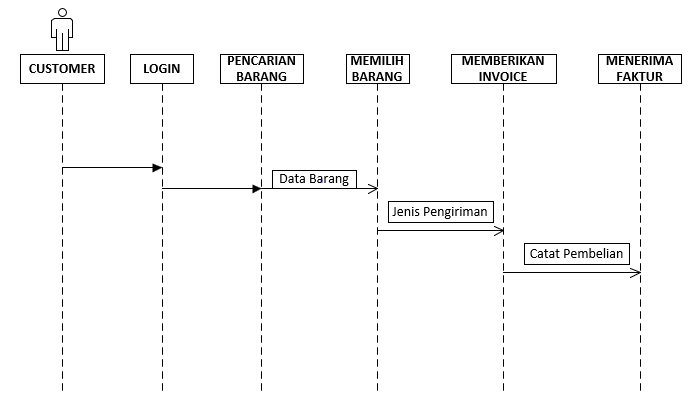 CUSTOMER
LOGIN
PENCARIAN
BARANG
MEMILIH
BARANG
MEMBERIKAN
INVOICE
MENERIMA
FAKTUR
Data Barang
Jenis Pengiriman
Catat Pembelian